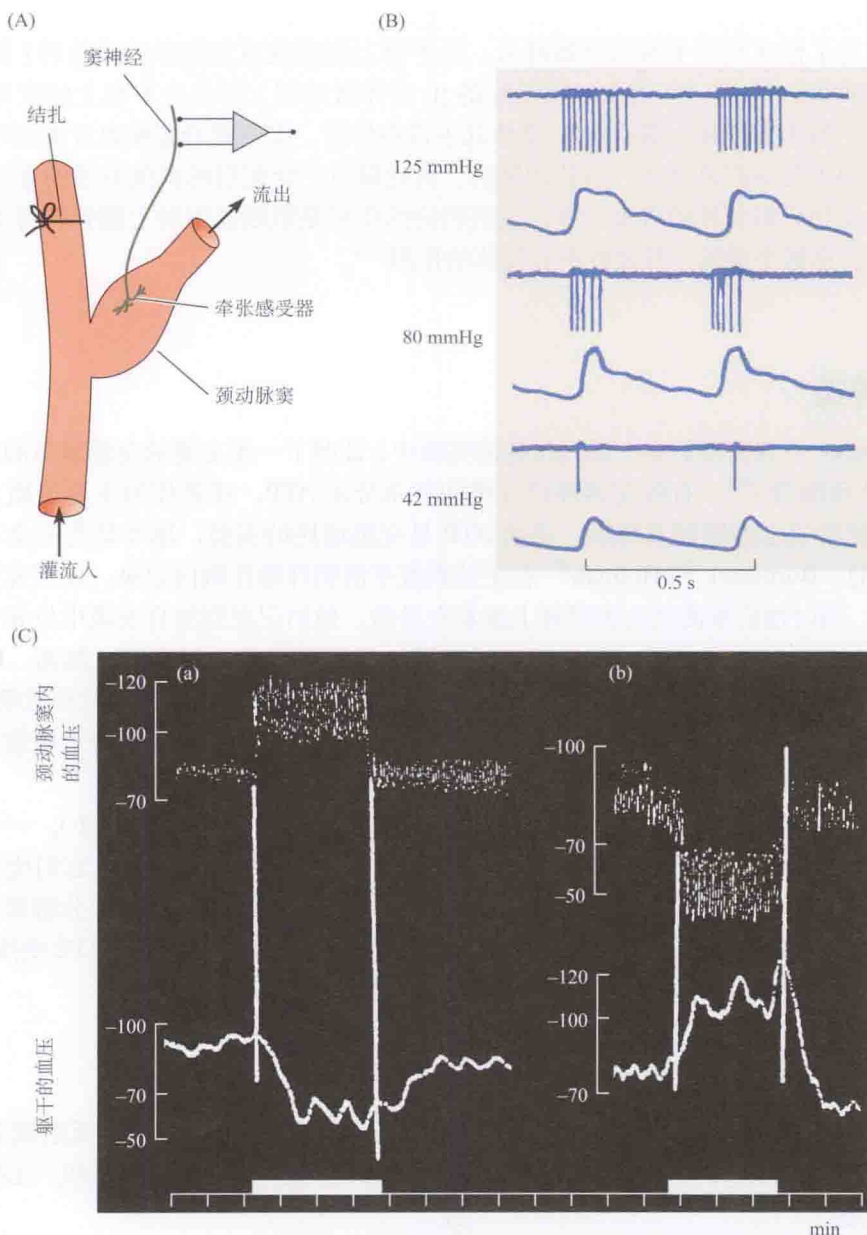 (A)
窦神经
结扎
流出
牵张感受器
颈动脉窦
灌流入
(B)
125 mmHg
80 mmHg
42 mmHg
0.5 s
(C)
(a)
颈动脉窦内
的血压
-120
-100
-70
躯干的血压
-100
-70
-50
(b)
-100
-70
-50
-120
-100
-70
min